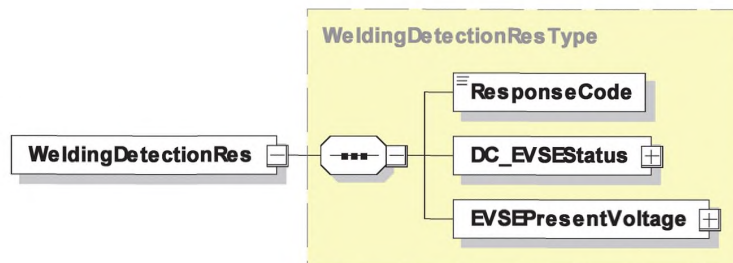 WeldingDetectionResType
ResponseCode
WeldingDetectionRes
DC_EVSEStatus
EVSEPresentVoltage